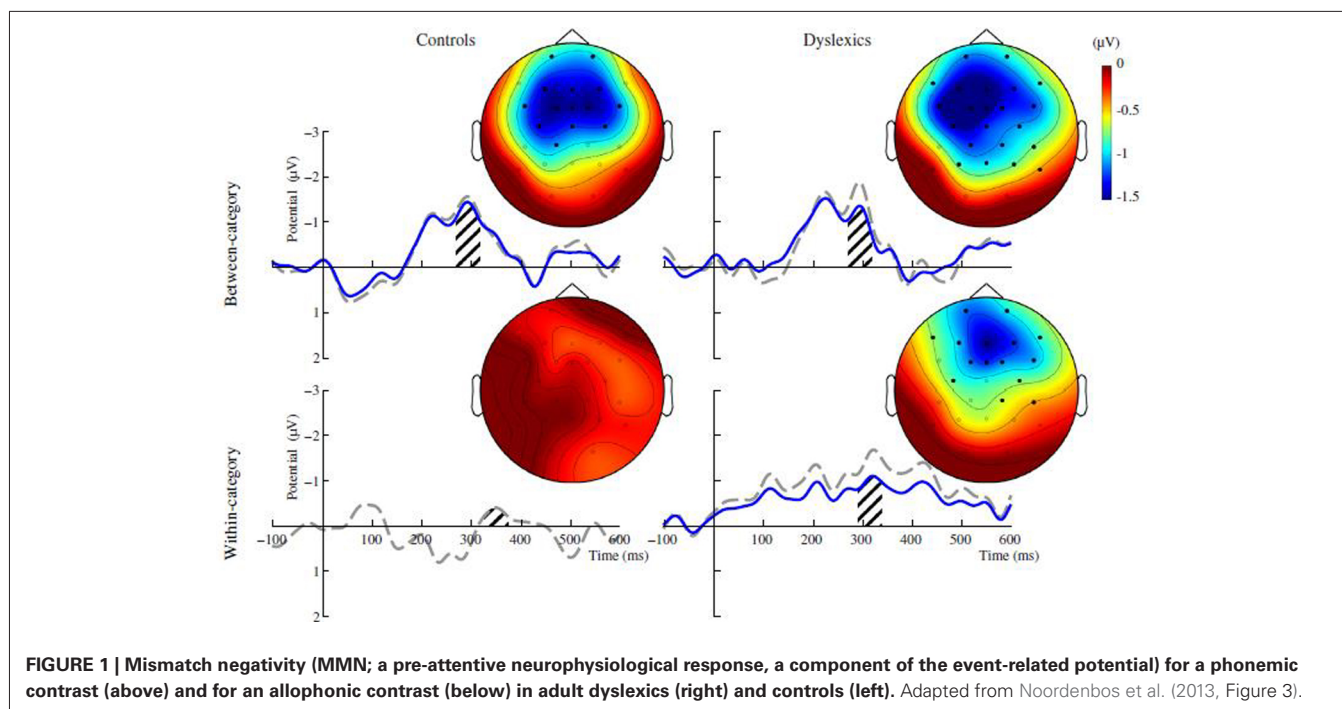 Controls
Dyslexics
(μV)
0
-0.5
-1
-1.5
Between-category
Potential (μV)
−3
−2
−1
1
2
Within-category
Potential (μV)
−3
−2
−1
1
2
−100 100 200 300 400 500 600
Time (ms)
−100 100 200 300 400 500 600
Time (ms)
FIGURE 1 | Mismatch negativity (MMN; a pre-attentive neurophysiological response, a component of the event-related potential) for a phonemic
contrast (above) and for an allophonic contrast (below) in adult dyslexics (right) and controls (left). Adapted from Noordenbos et al. (2013, Figure 3).